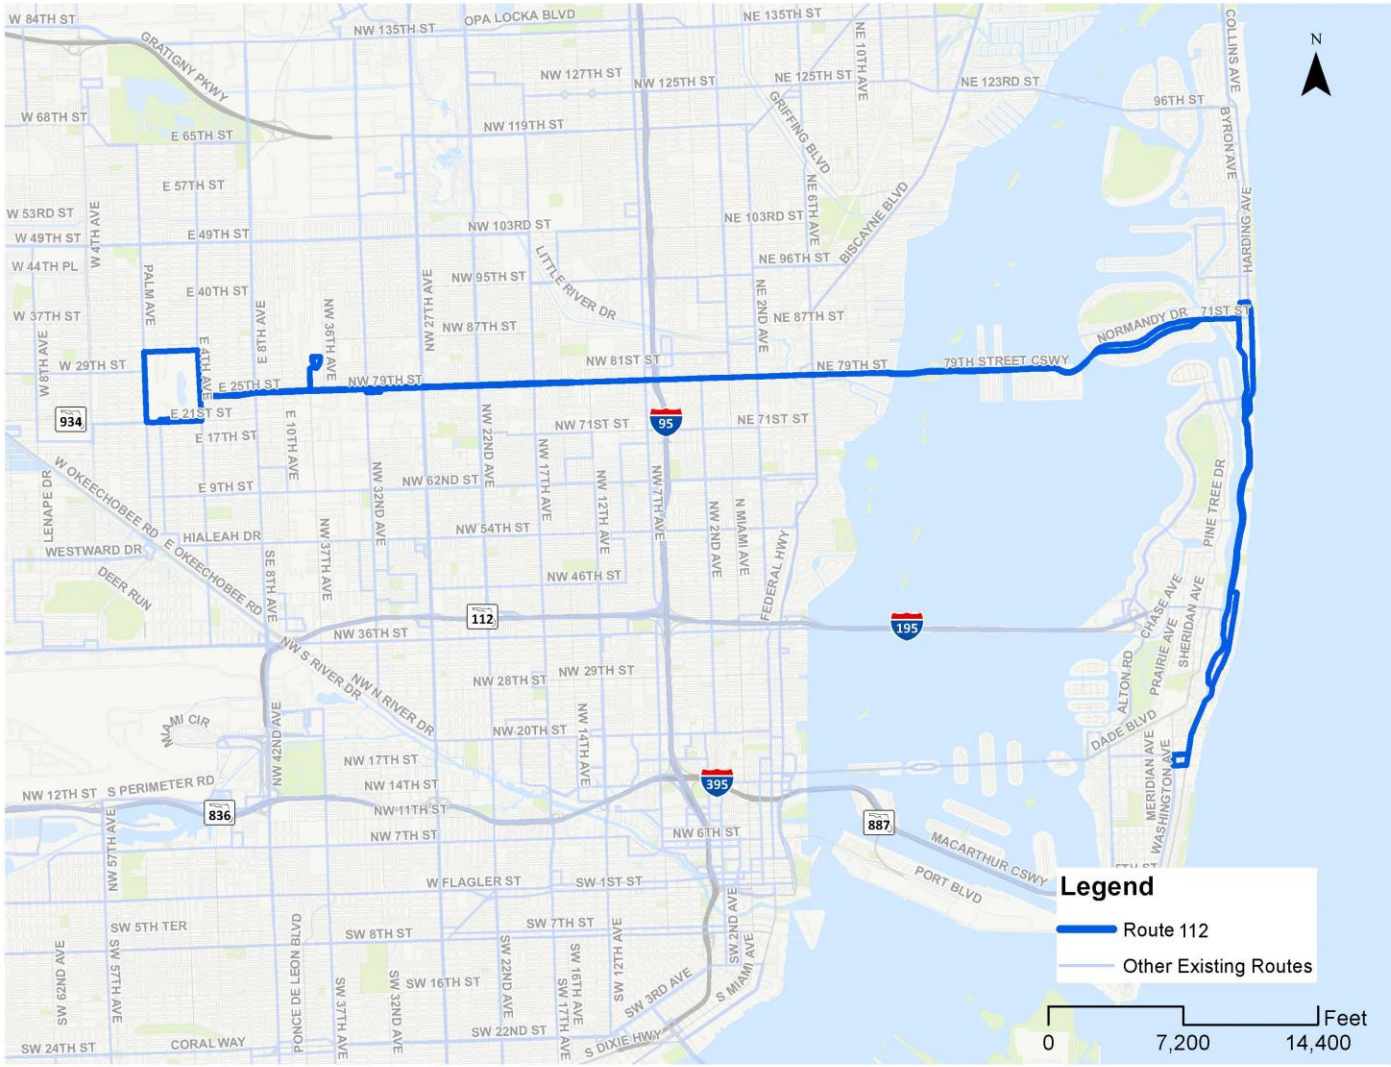 W 84TH ST
NW 135TH ST
OPA LOCKA BLVD
NE 135TH ST
COLLINS AVE
N
GRATIGNY PKWY
NW 127TH ST
NW 125TH ST
NE 125TH ST
NE 10TH AVE
NE 123RD ST
96TH ST
W 68TH ST
E 65TH ST
NW 119TH ST
GRIFFING BLVD
BYRON AVE
E 57TH ST
NE 6TH AVE
W 53RD ST
W 4TH AVE
NE 103RD ST
BISCAYNE BLVD
HARDING AVE
W 49TH ST
E 49TH ST
NW 103RD ST
W 44TH PL
PALM AVE
NW 27TH AVE
NW 95TH ST
LITTLE RIVER DR
NE 96TH ST
E 40TH ST
E 8TH AVE
NW 36TH AVE
NE 2ND AVE
W 37TH ST
E 4TH AVE
NW 87TH ST
NE 87TH ST
NORMANDY DR
71ST ST
W 8TH AVE
W 29TH ST
E 25TH ST
NW 79TH ST
NW 81ST ST
NE 79TH ST
79TH STREET CSWY
934
E 21ST ST
E 17TH ST
E 10TH AVE
NW 22ND AVE
NW 71ST ST
95
NE 71ST ST
W OKEECHOBEE RD
LENAPE DR
E 9TH ST
NW 32ND AVE
NW 62ND ST
NW 17TH AVE
NW 12TH AVE
NW 7TH AVE
NW 2ND AVE
N MIAMI AVE
PINE TREE DR
HIALEAH DR
NW 37TH AVE
NW 54TH ST
FEDERAL HWY
WESTWARD DR
E OKEECHOBEE RD
SE 8TH AVE
NW 46TH ST
DEER RUN
CHASE AVE
SHERIDAN AVE
PRAIRIE AVE
112
195
NW 36TH ST
NW S RIVER DR
NW 29TH ST
NW 28TH ST
NW N RIVER DR
ALTON RD
MIAMI CIR
NW 42ND AVE
NW 20TH ST
NW 14TH AVE
DADE BLVD
NW 17TH ST
MERIDIAN AVE
WASHINGTON AVE
NW 12TH ST
S PERIMETER RD
NW 14TH ST
395
836
NW 11TH ST
887
NW 57TH AVE
NW 7TH ST
NW 6TH ST
MACARTHUR CSWY
PORT BLVD
5TH ST
W FLAGLER ST
SW 1ST ST
SW 5TH TER
SW 8TH ST
SW 7TH ST
SW 2ND AVE
S MIAMI AVE
SW 62ND AVE
SW 57TH AVE
PONCE DE LEON BLVD
SW 37TH AVE
SW 32ND AVE
SW 16TH ST
SW 22ND AVE
SW 16TH AVE
SW 17TH AVE
SW 12TH AVE
SW 3RD AVE
SW 24TH ST
CORAL WAY
SW 22ND ST
S DIXIE HWY
Legend
Route 112
Other Existing Routes
Feet
0 7,200 14,400